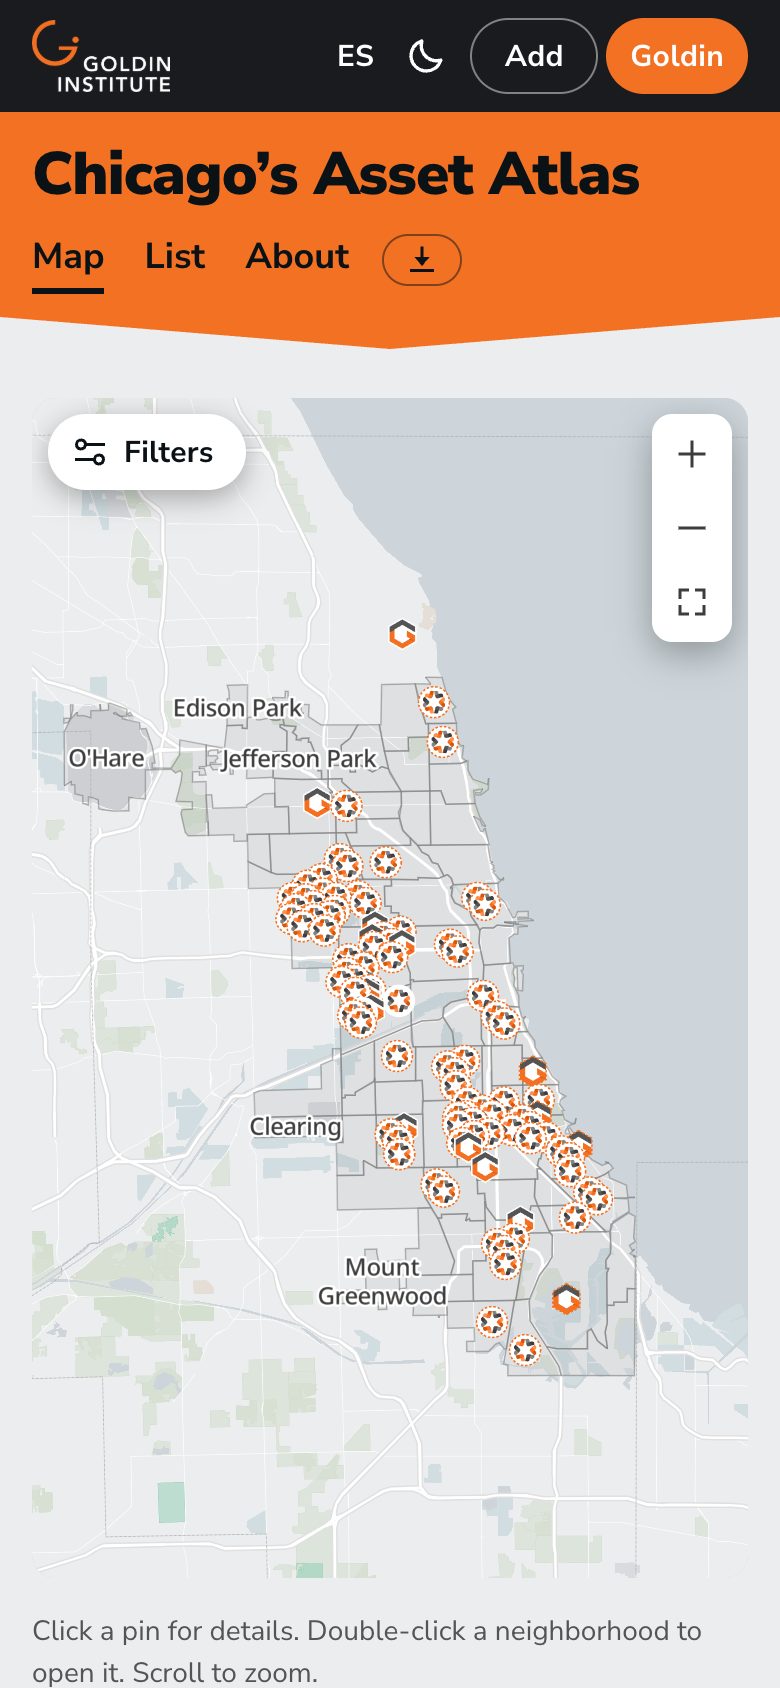 GOLDIN
INSTITUTE
ES
Add
Goldin
Chicago’s Asset Atlas
Map
List
About
Filters
Edison Park
O'Hare
Jefferson Park
Clearing
Mount
Greenwood
Click a pin for details. Double-click a neighborhood to
open it. Scroll to zoom.